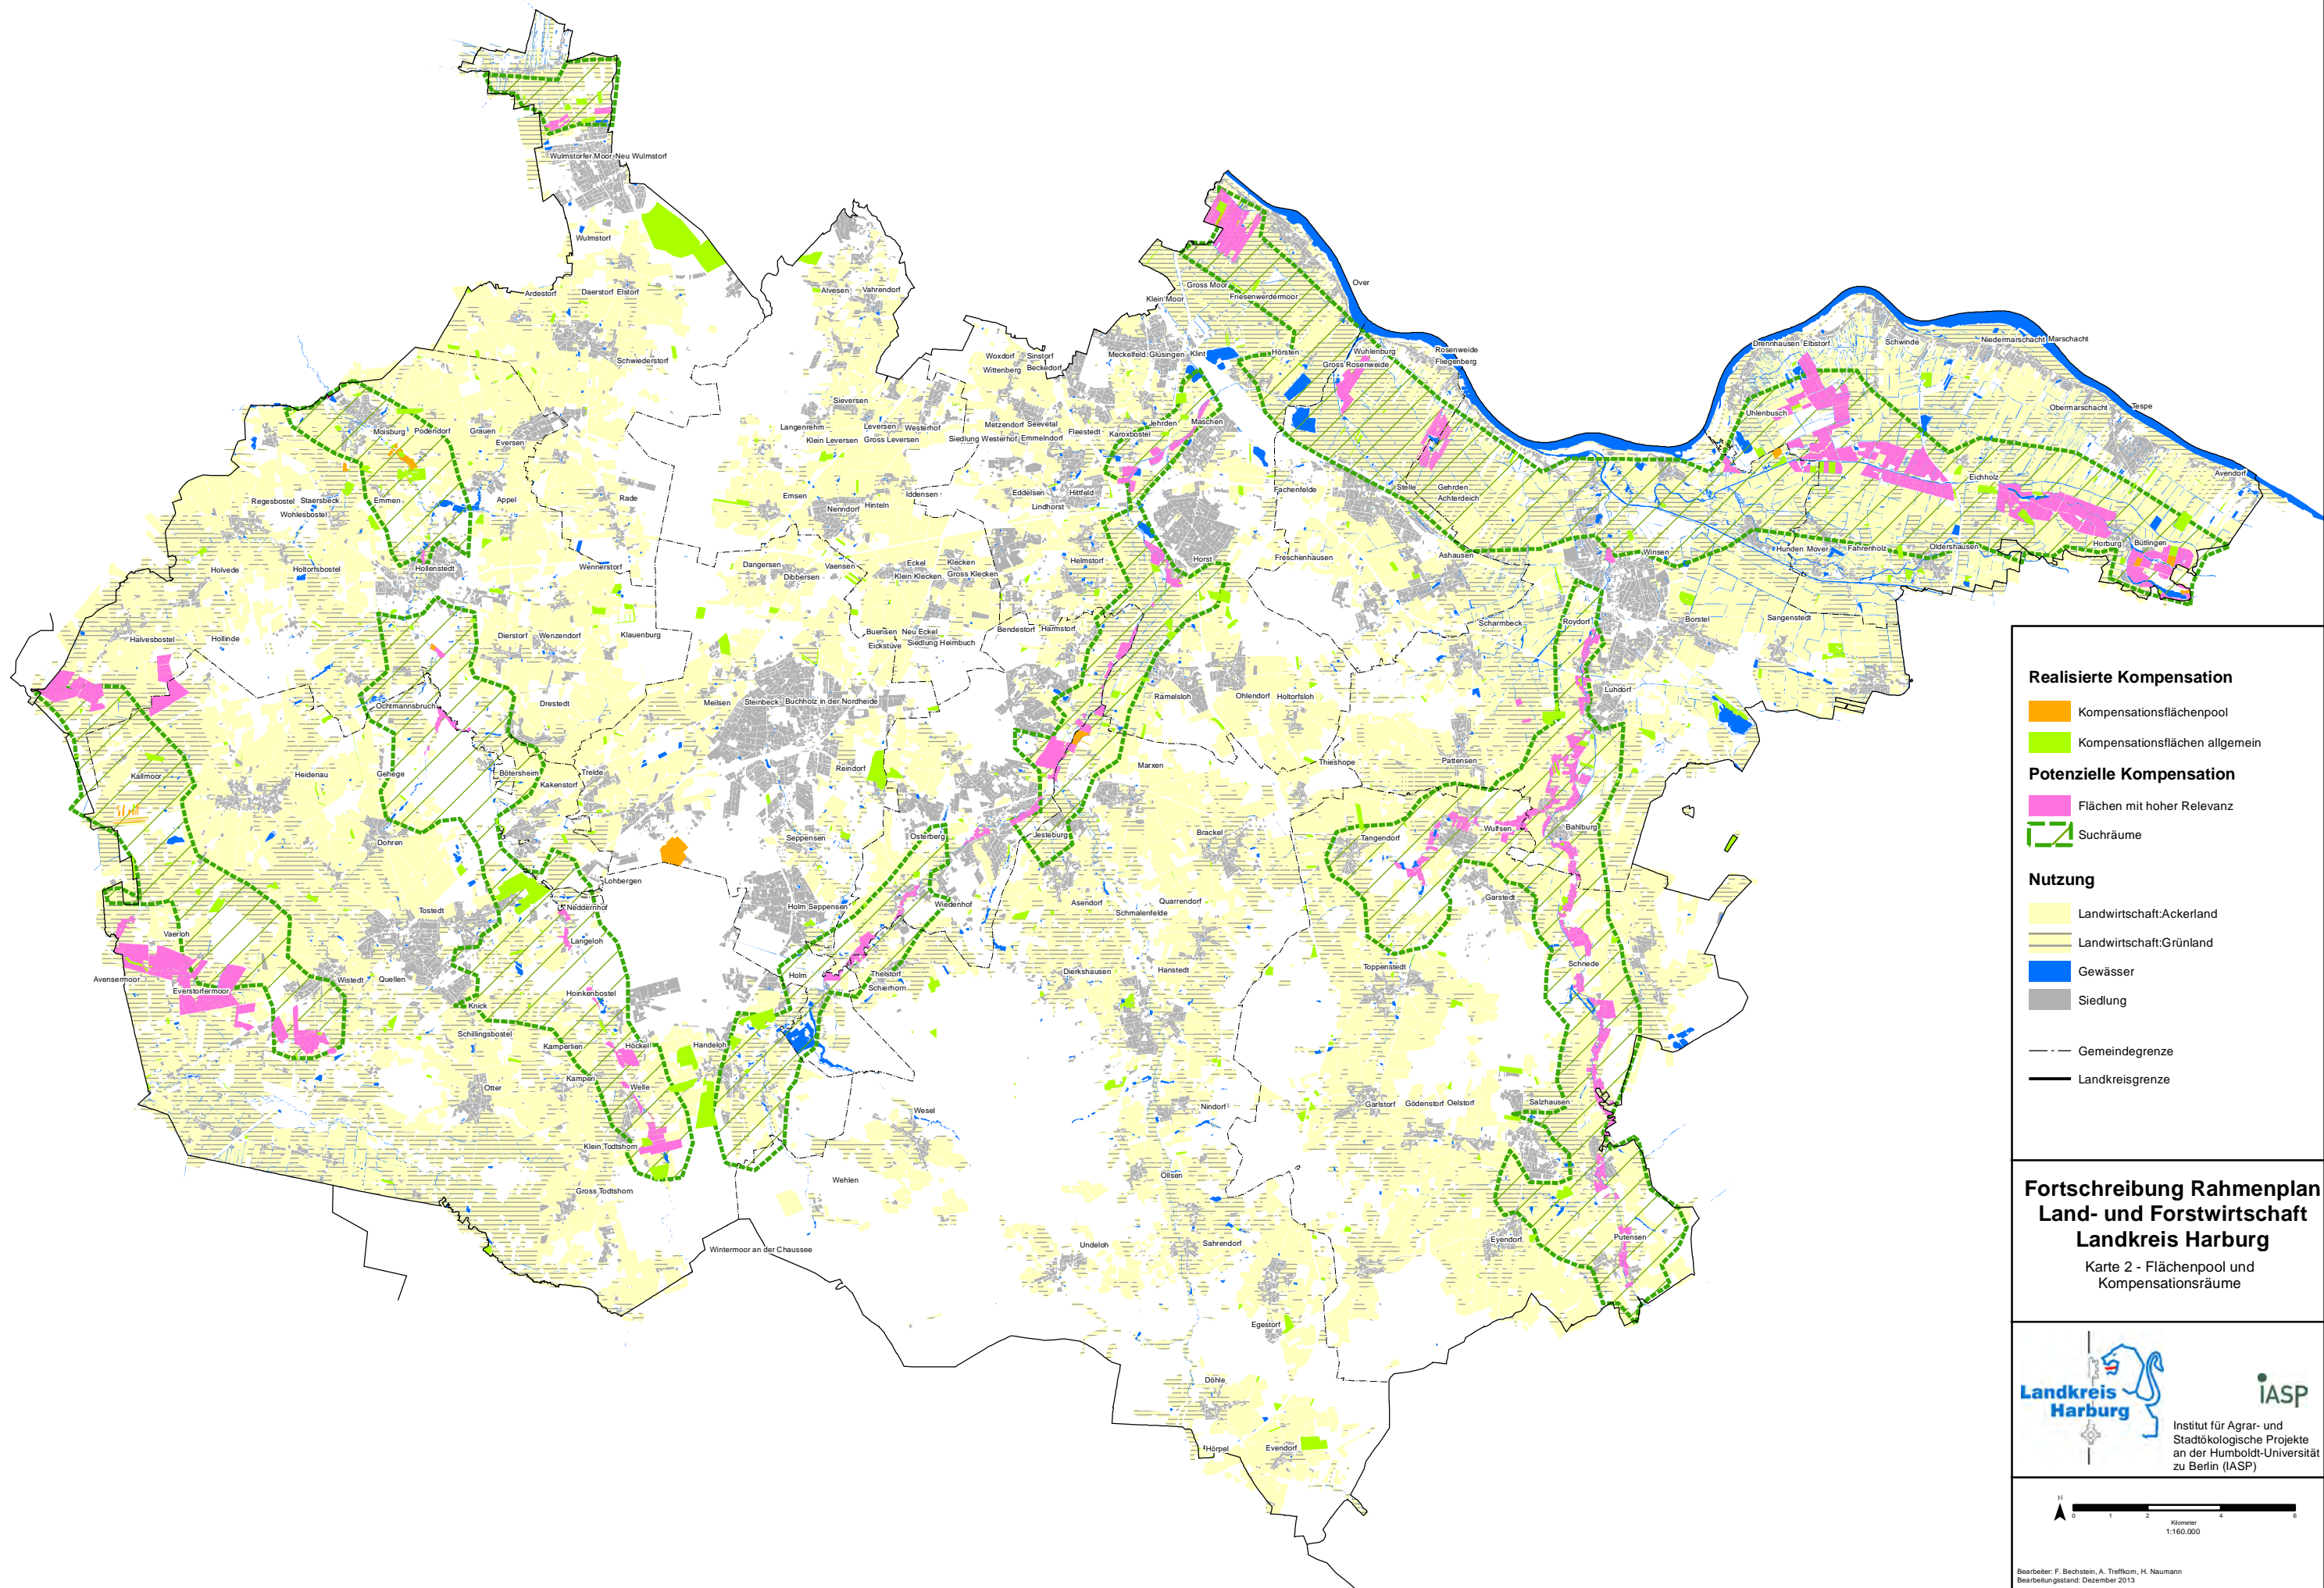 Wulmstorfer Moor Neu Wulmstorf
Wulmstorf
Ardestorf
Daerstorf Elstorf
Schwiederstorf
Alvesen
Vahrendorf
Klein Moor
Gross Moor
Friesenwerdermoor
Over
Meckelfeld Glüsingen Klint
Hörsten
Wuhlenburg
Gross Rosenweide
Rosenweide
Fliegenberg
Drennhausen Elbstorf
Schwinde
Niedermarschacht Marschacht
Woxdorf
Sinstorf
Wittenberg
Beckedorf
Sieversen
Langenrehm
Leversen
Westerhof
Klein Leversen
Gross Leversen
Metzendorf Seevetal
Siedlung Westerhof
Emmelndorf
Fleestedt
Karoxbostel
Jehrden
Maschen
Uhlenbusch
Obermarschacht
Tespe
Avendorf
Eichholz
Moisburg
Podendorf
Grauen
Eversen
Regesbostel
Staersbeck
Wohlesbostel
Emmen
Appel
Rade
Emsen
Nenndorf
Hinteln
Iddensen
Eddelsen
Hittfeld
Lindhorst
Fachenfelde
Stelle
Gehrden
Achterdeich
Holvede
Holtorfsbostel
Hollenstedt
Wennerstorf
Dangersen
Dibbersen
Vaensen
Eckel
Klein Klecken
Klecken
Gross Klecken
Helmstorf
Horst
Freschenhausen
Ashausen
Winsen
Hunden Mover
Fahrenholz
Oldershausen
Horburg
Bütlingen
Halvesbostel
Hollinde
Dierstorf
Wenzendorf
Klauenburg
Buensen
Neu Eckel
Eickstüve
Siedlung Heimbuch
Bendestorf
Harmstorf
Scharmbeck
Roydorf
Borstel
Sangenstedt
Ochtmannsbruch
Drestedt
Meilsen
Steinbeck
Buchholz in der Nordheide
Ramelsloh
Ohlendorf
Holtorfsloh
Luhdorf
Kallmoor
Heidenau
Gehege
Bötersheim
Kakenstorf
Trelde
Reindorf
Marxen
Thieshope
Pattensen
Dohren
Seppensen
Osterberg
Jesteburg
Brackel
Tangendorf
Wulfsen
Bahlburg
Lohbergen
Tostedt
Neddernhof
Holm Seppensen
Wiedenhof
Asendorf
Schmalenfelde
Quarrendorf
Garstedt
Vaerloh
Langeloh
Avensermoor
Everstorfermoor
Wistedt
Quellen
Knick
Hoinkenbostel
Holm
Thelstorf
Schierhorn
Dierkshausen
Hanstedt
Toppenstedt
Schnede
Schillingsbostel
Kamperlien
Höckel
Handeloh
Otter
Kampen
Welle
Wesel
Nindorf
Garlstorf
Gödenstorf Oelstorf
Salzhausen
Klein Todtshorn
Gross Todtshorn
Wehlen
Ollsen
Wintermoor an der Chaussee
Undeloh
Sahrendorf
Eyendorf
Putensen
Egestorf
Döhle
Hörpel
Evendorf
Realisierte Kompensation
Kompensationsflächenpool
Kompensationsflächen allgemein
Potenzielle Kompensation
Flächen mit hoher Relevanz
Suchräume
Nutzung
Landwirtschaft:Ackerland
Landwirtschaft:Grünland
Gewässer
Siedlung
Gemeindegrenze
Landkreisgrenze
Fortschreibung Rahmenplan
Land- und Forstwirtschaft
Landkreis Harburg
Karte 2 - Flächenpool und
Kompensationsräume
Landkreis
Harburg
iASP
Institut für Agrar- und
Stadtökologische Projekte
an der Humboldt-Universität
zu Berlin (IASP)
N
0 1 2 4 6
Kilometer
1:160.000
Bearbeiter: F. Bechstein, A. Treffkorn, H. Naumann
Bearbeitungsstand: Dezember 2013